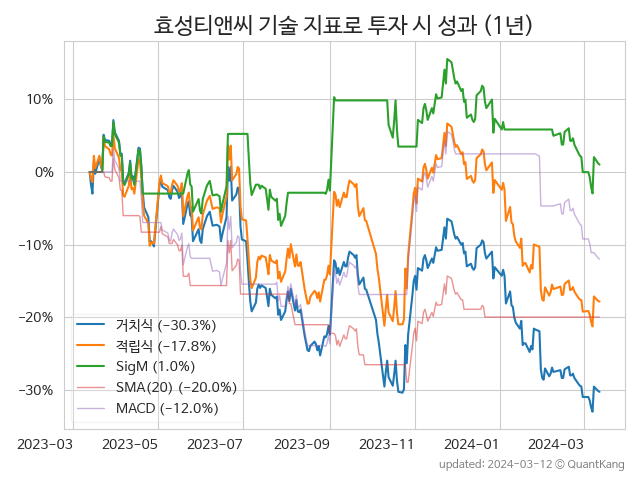 효성티앤씨 기술 지표로 투자 시 성과 (1년)
10%
0%
−10%
−20%
−30%
거치식 (−30.3%)
적립식 (−17.8%)
SigM (1.0%)
SMA(20) (−20.0%)
MACD (−12.0%)
2023-03 2023-05 2023-07 2023-09 2023-11 2024-01 2024-03
updated: 2024-03-12 © QuantKang